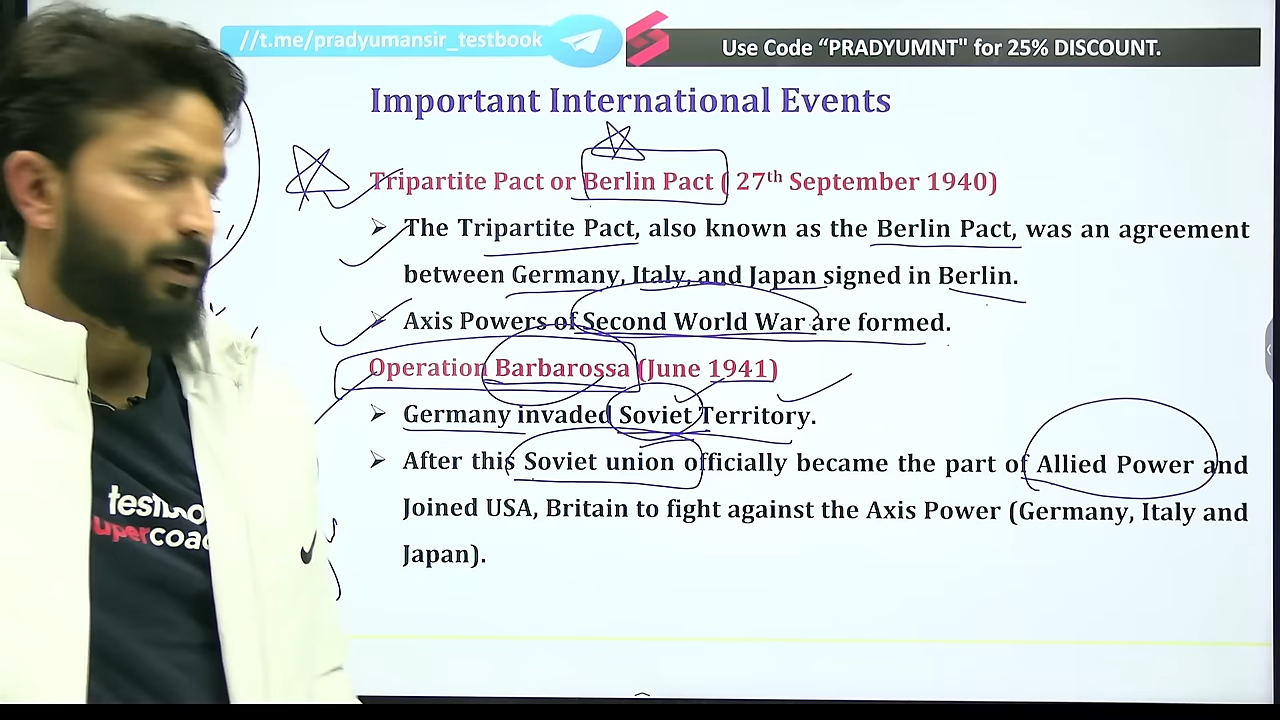 //t.me/pradyumansir_testbook
Use Code “PRADYUMNT" for 25% DISCOUNT.
Important International Events
Tripartite Pact or Berlin Pact ( 27th September 1940)
➢ The Tripartite Pact, also known as the Berlin Pact, was an agreement
between Germany, Italy, and Japan signed in Berlin.
➢ Axis Powers of Second World War are formed.
Operation Barbarossa (June 1941)
➢ Germany invaded Soviet Territory.
➢ After this Soviet union officially became the part of Allied Power and
Joined USA, Britain to fight against the Axis Power (Germany, Italy and
Japan).